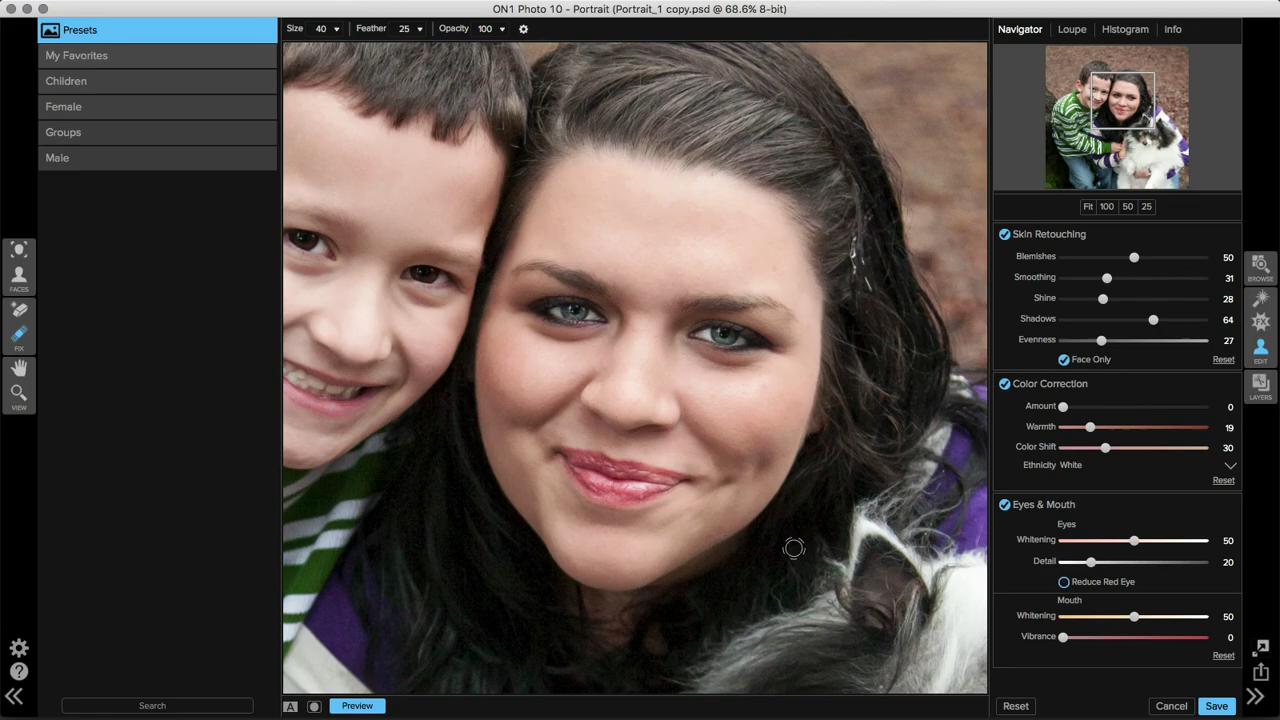 ON1 Photo 10 - Portrait (Portrait_1 copy.psd @ 68.6% 8-bit)
Presets
My Favorites
Children
Female
Groups
Male
Search
FACES
FIX
VIEW
Size 40 Feather 25 Opacity 100
A Preview
Navigator Loupe Histogram Info
Fit 100 50 25
Skin Retouching
Blemishes 50
Smoothing 31
Shine 28
Shadows 64
Evenness 27
Face Only Reset
Color Correction
Amount 0
Warmth 19
Color Shift 30
Ethnicity White
Reset
Eyes & Mouth
Eyes
Whitening 50
Detail 20
Reduce Red Eye
Mouth
Whitening 50
Vibrance 0
Reset
Reset Cancel Save
BROWSE
FX
EDIT
LAYERS